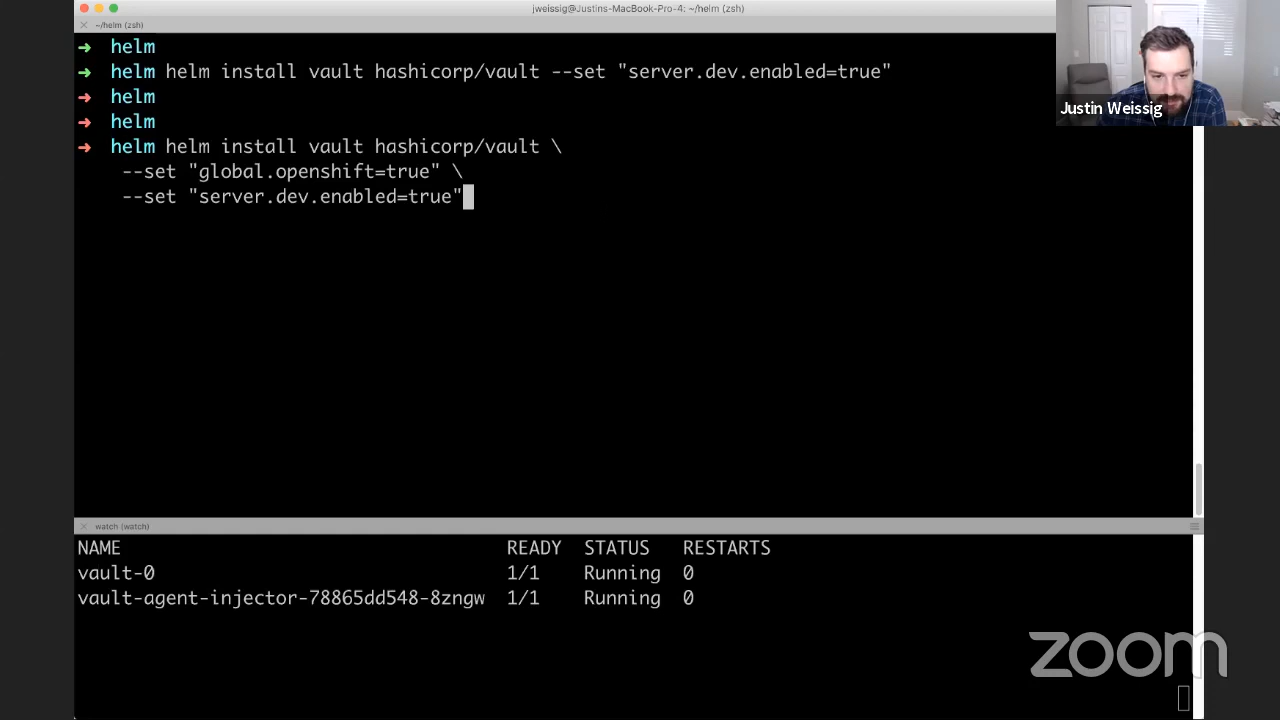 jweissig@Justins-MacBook-Pro-4: ~/helm (zsh)
~/helm (zsh)
→ helm
→ helm helm install vault hashicorp/vault --set "server.dev.enabled=true"
→ helm
→ helm
→ helm helm install vault hashicorp/vault \
--set "global.openshift=true" \
--set "server.dev.enabled=true"
Justin Weissig
watch (watch)
NAME READY STATUS RESTARTS
vault-0 1/1 Running 0
vault-agent-injector-78865dd548-8zngw 1/1 Running 0
zoom